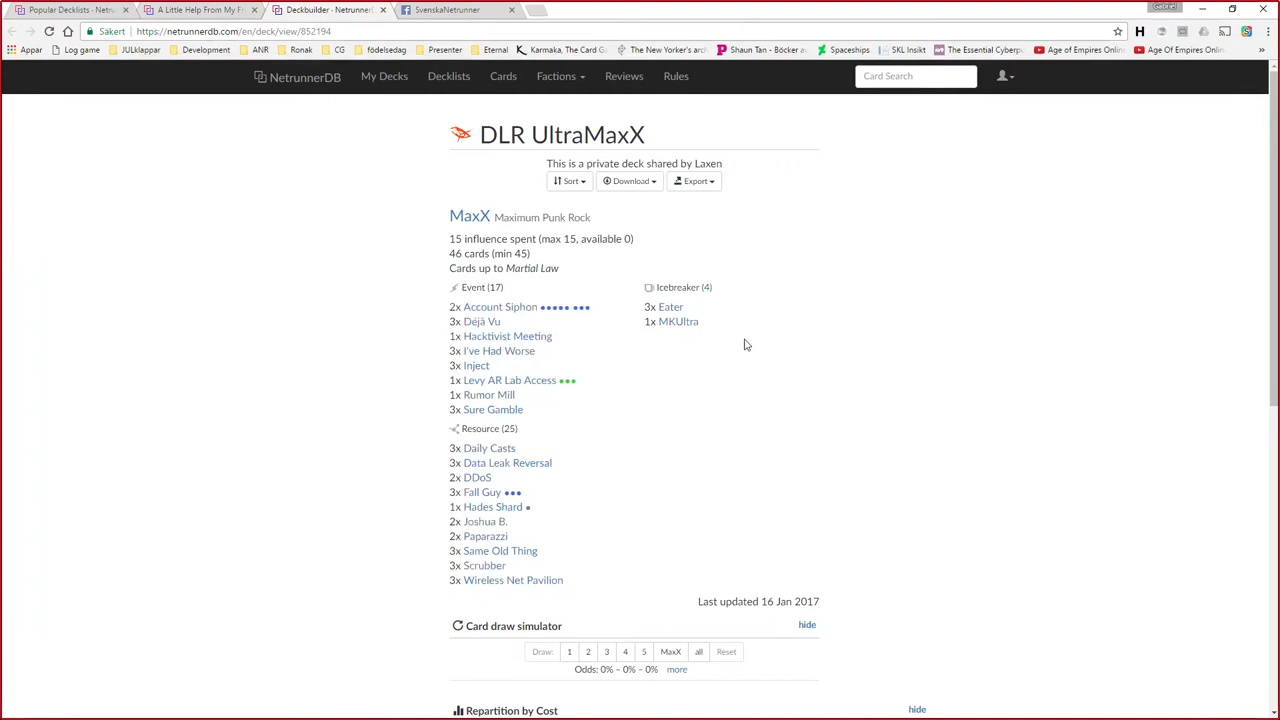 Popular Decklists · Netru
A Little Help From My Fr
Deckbuilder · Netrunner
SvenskaNetrunner
Gabriel
Säkert
https://netrunnerdb.com/en/deck/view/852194
Appar
Log game
JULklappar
Development
ANR
Ronak
CG
födelsedag
Presenter
Eternal
Karmaka, The Card G
The New Yorker's arch
Shaun Tan - Böcker a
Spaceships
SKL Insikt
The Essential Cyberpu
Age of Empires Onlin
Age Of Empires Onlin
»
NetrunnerDB
My Decks
Decklists
Cards
Factions
Reviews
Rules
Card Search
DLR UltraMaxX
This is a private deck shared by Laxen
Sort
Download
Export
MaxX Maximum Punk Rock
15 influence spent (max 15, available 0)
46 cards (min 45)
Cards up to Martial Law
Event (17)
2x Account Siphon ●●●●● ●●●
3x Déjà Vu
1x Hacktivist Meeting
3x I've Had Worse
3x Inject
1x Levy AR Lab Access ●●●
1x Rumor Mill
3x Sure Gamble
Resource (25)
3x Daily Casts
3x Data Leak Reversal
2x DDoS
3x Fall Guy ●●●
1x Hades Shard ●
2x Joshua B.
2x Paparazzi
3x Same Old Thing
3x Scrubber
3x Wireless Net Pavilion
Icebreaker (4)
3x Eater
1x MKUltra
Last updated 16 Jan 2017
Card draw simulator
hide
Draw:
1
2
3
4
5
MaxX
all
Reset
Odds: 0% – 0% – 0% more
Repartition by Cost
hide